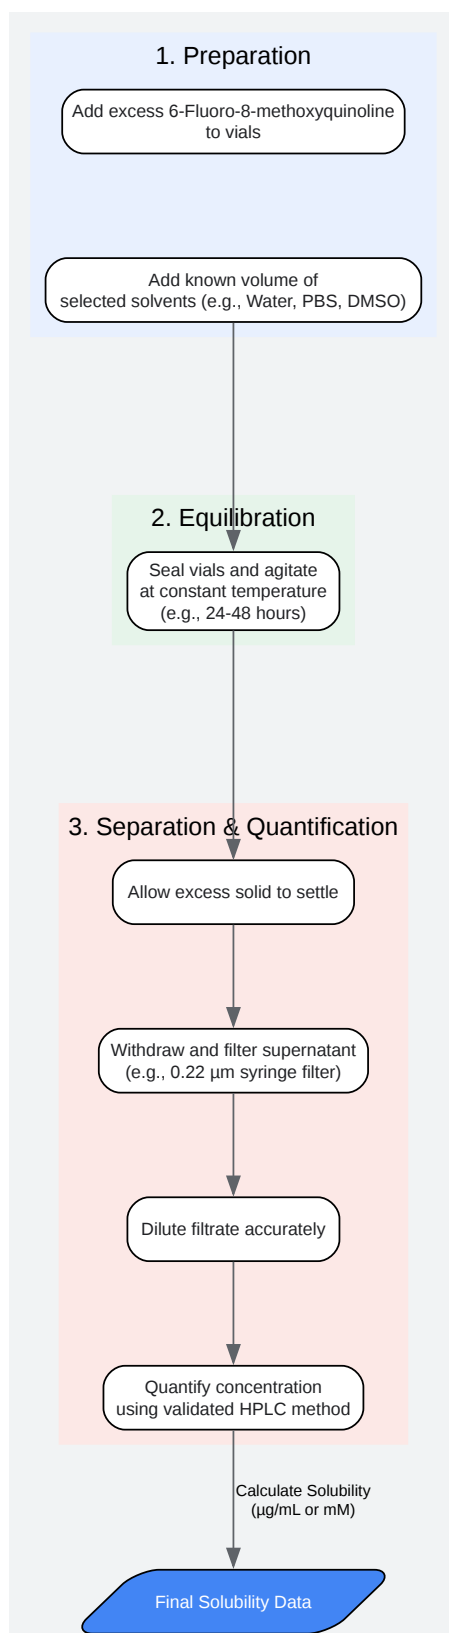 1. Preparation
Add excess 6-Fluoro-8-methoxyquinoline
to vials
Add known volume of
selected solvents (e.g., Water, PBS, DMSO)
2. Equilibration
Seal vials and agitate
at constant temperature
(e.g., 24-48 hours)
3. Separation & Quantification
Allow excess solid to settle
Withdraw and filter supernatant
(e.g., 0.22 µm syringe filter)
Dilute filtrate accurately
Quantify concentration
using validated HPLC method
Calculate Solubility
(µg/mL or mM)
Final Solubility Data